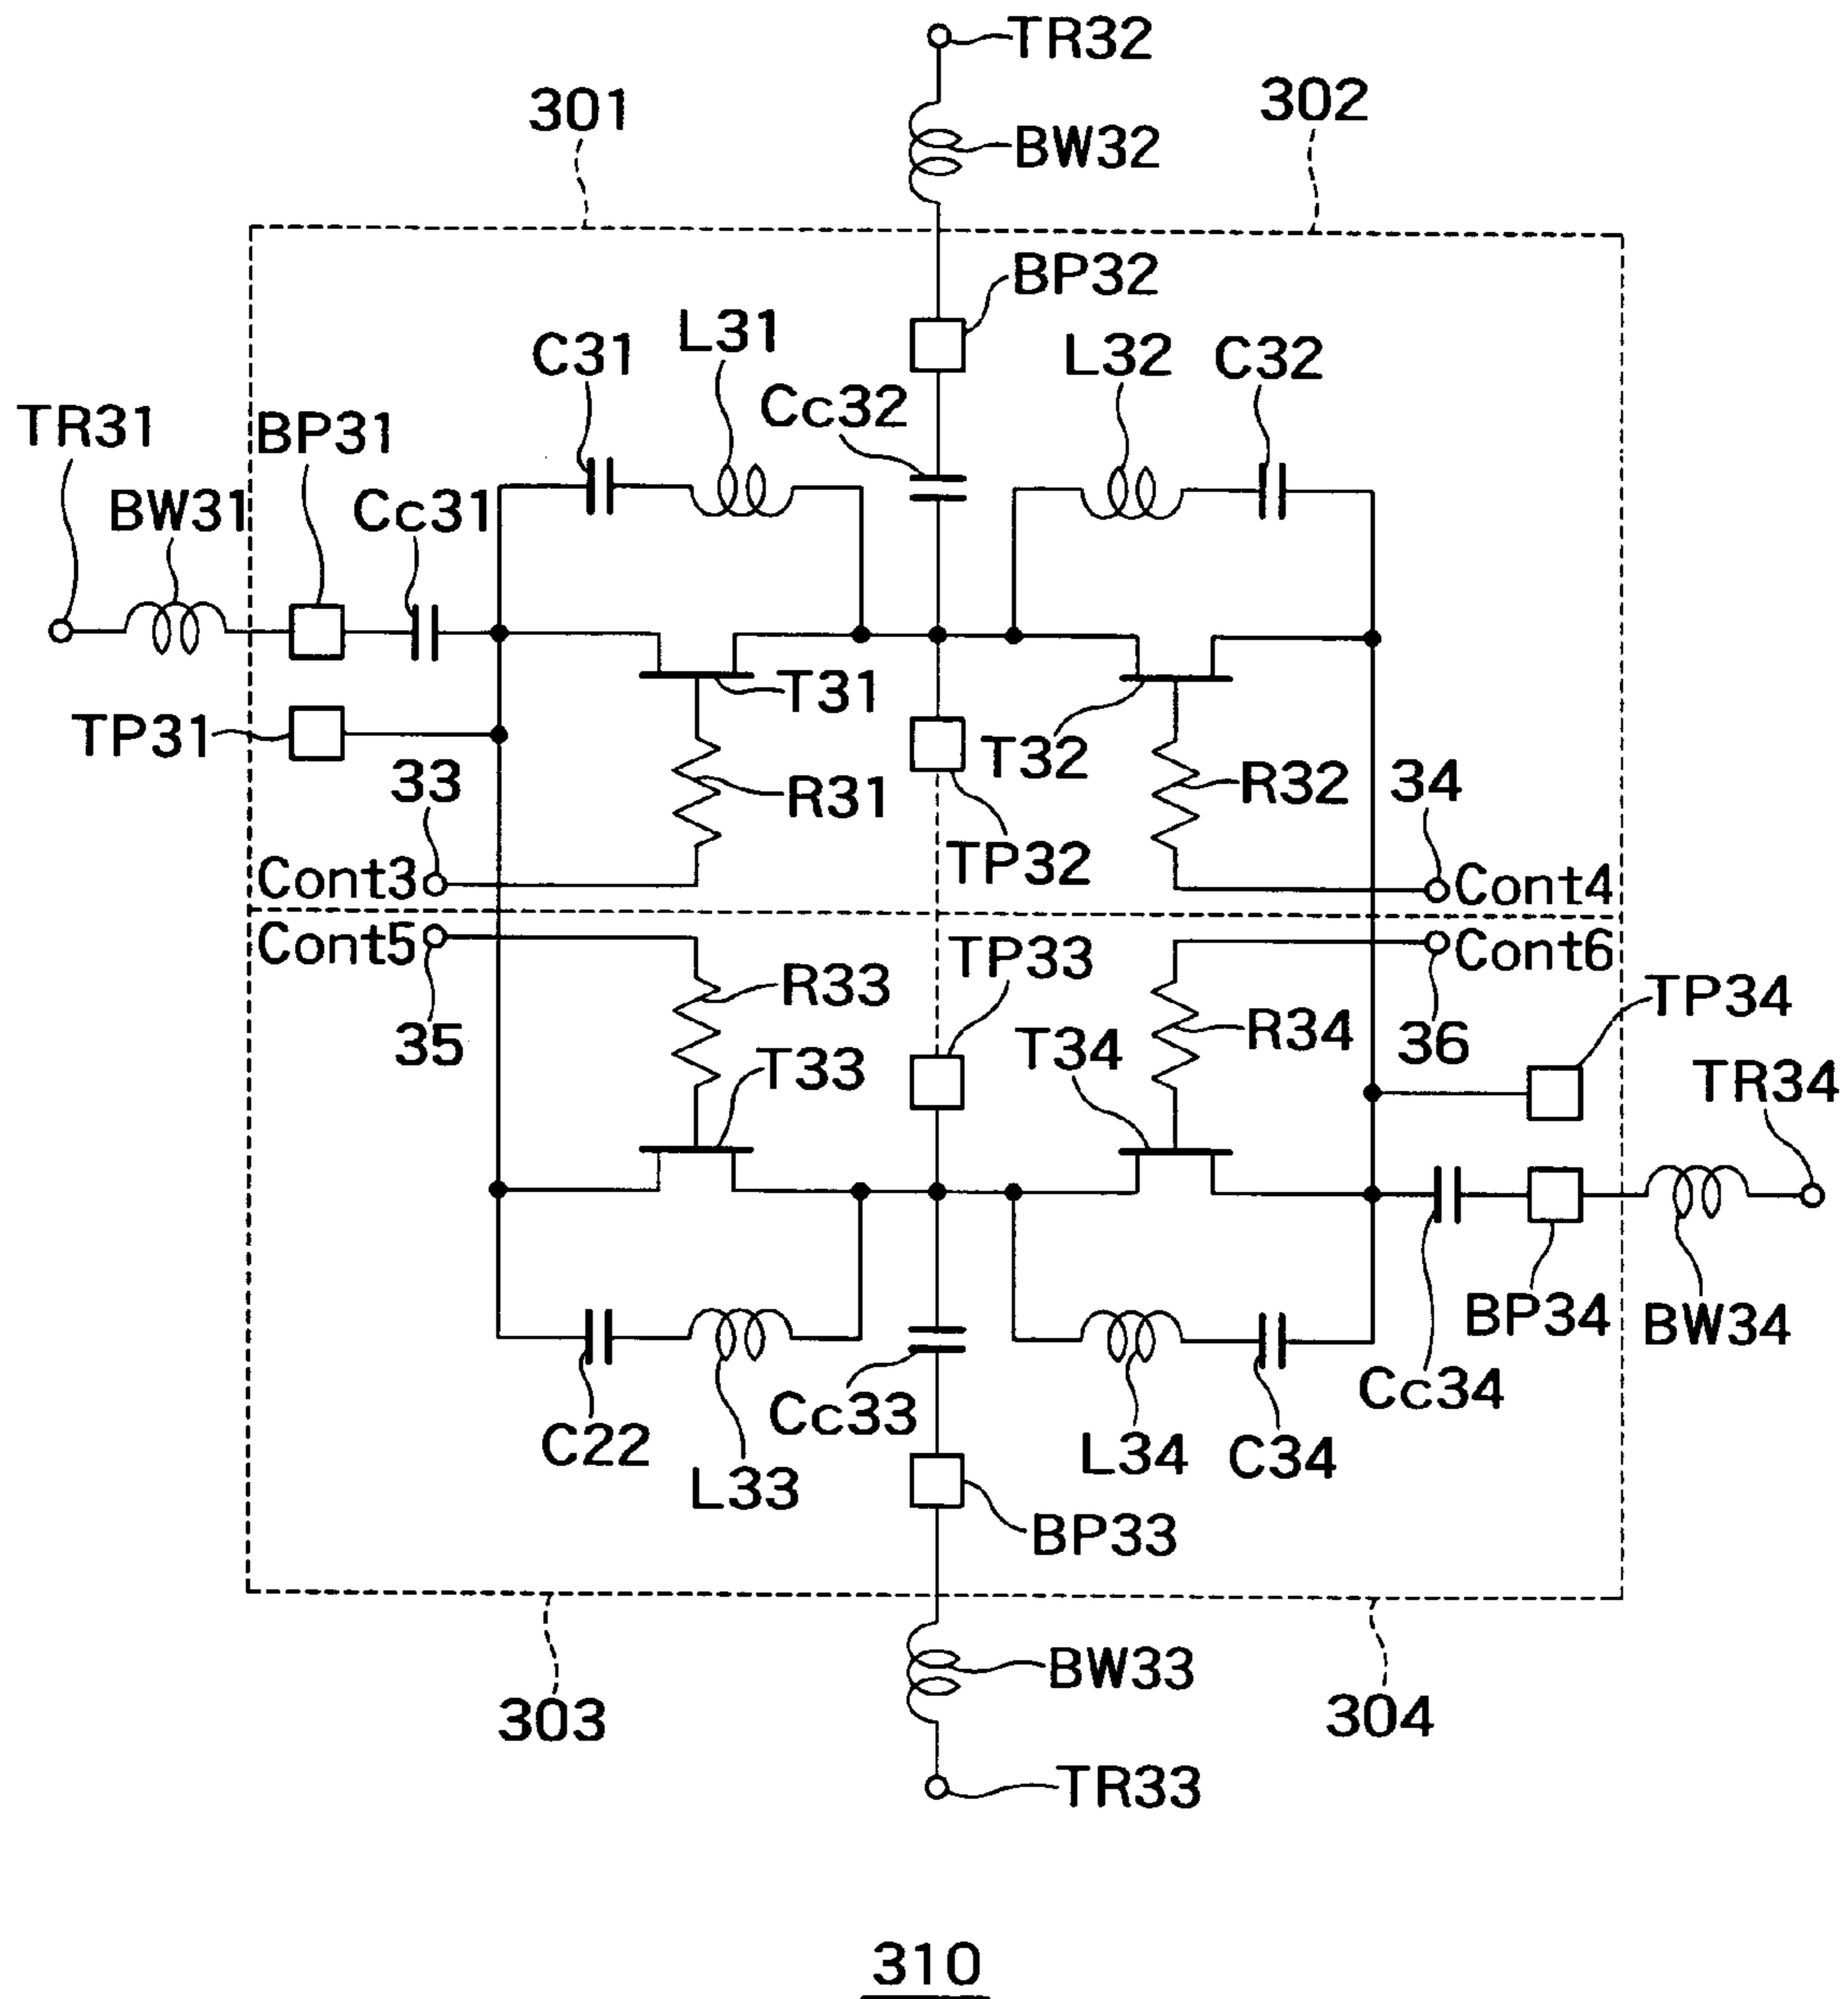 TR32
301
302
BW32
BP32
C31
L31
Cc32
L32
C32
TR31
BP31
BW31
Cc31
T31
TP31
T32
33
R31
R32
34
TP32
Cont3
Cont4
Cont5
Cont6
TP33
R33
TP34
35
T33
T34
R34
36
TR34
BP34
BW34
Cc34
Cc33
C22
L33
L34
C34
BP33
BW33
303
304
TR33
310